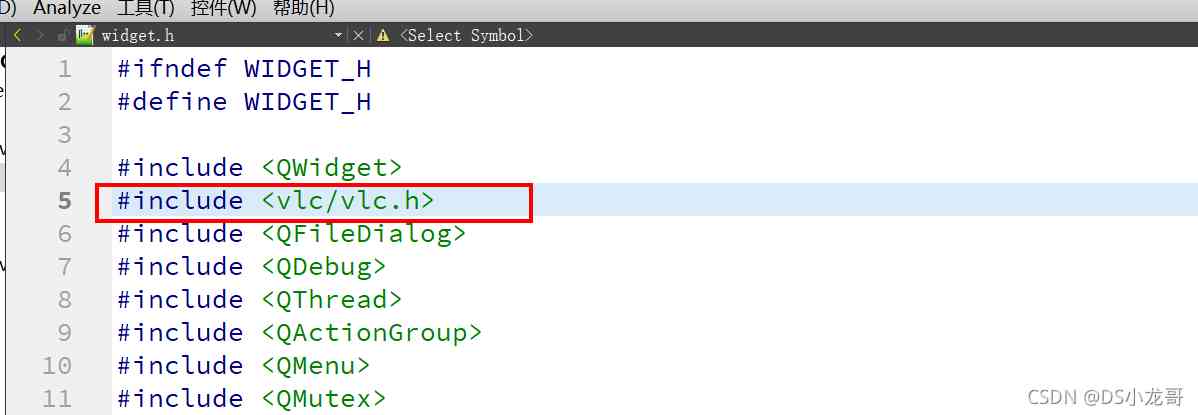 D) Analyze 工具(T) 控件(W) 帮助(H)
widget.h <Select Symbol>
1 #ifndef WIDGET_H
2 #define WIDGET_H
3
4 #include <QWidget>
5 #include <vlc/vlc.h>
6 #include <QFileDialog>
7 #include <QDebug>
8 #include <QThread>
9 #include <QActionGroup>
10 #include <QMenu>
11 #include <QMutex>
CSDN @DS小龙哥